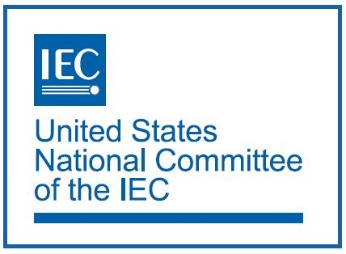 IEC
United States
National Committee
of the IEC